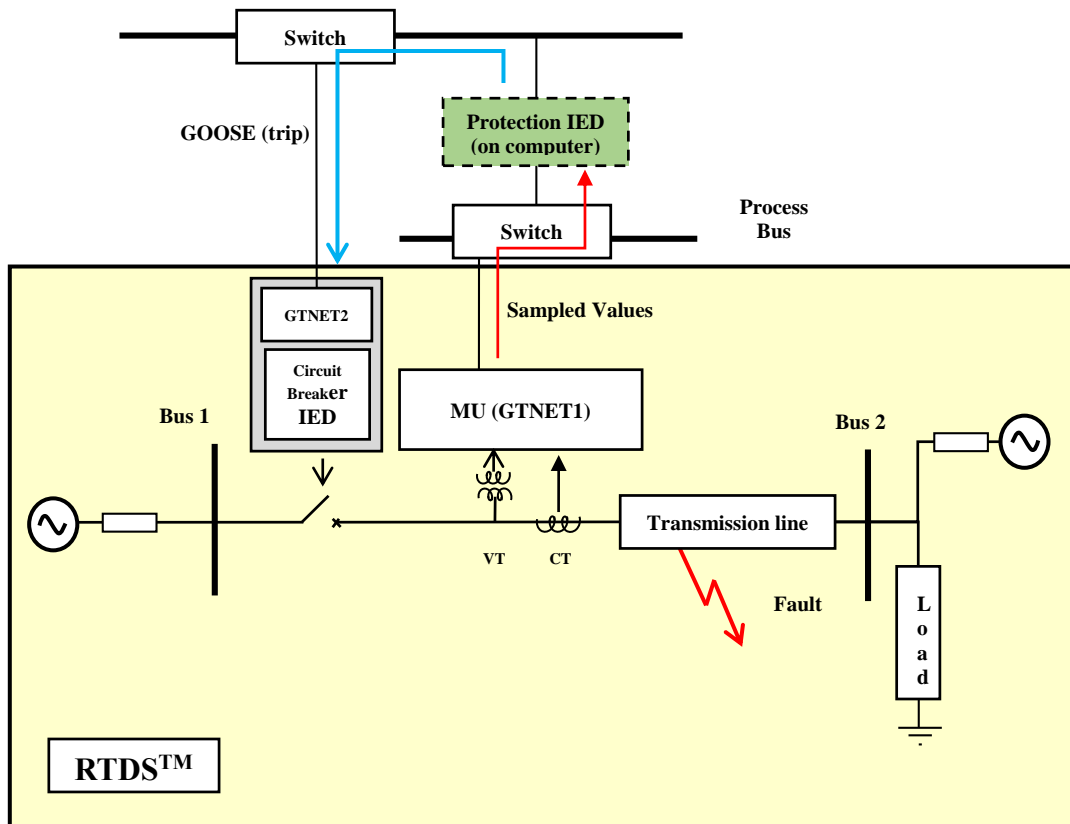 Switch
GOOSE (trip)
Protection IED
(on computer)
Process
Bus
Switch
GTNET2
Sampled Values
Circuit
Breaker
IED
MU (GTNET1)
Bus 1
Bus 2
Transmission line
VT
CT
Fault
L
o
a
d
RTDS™